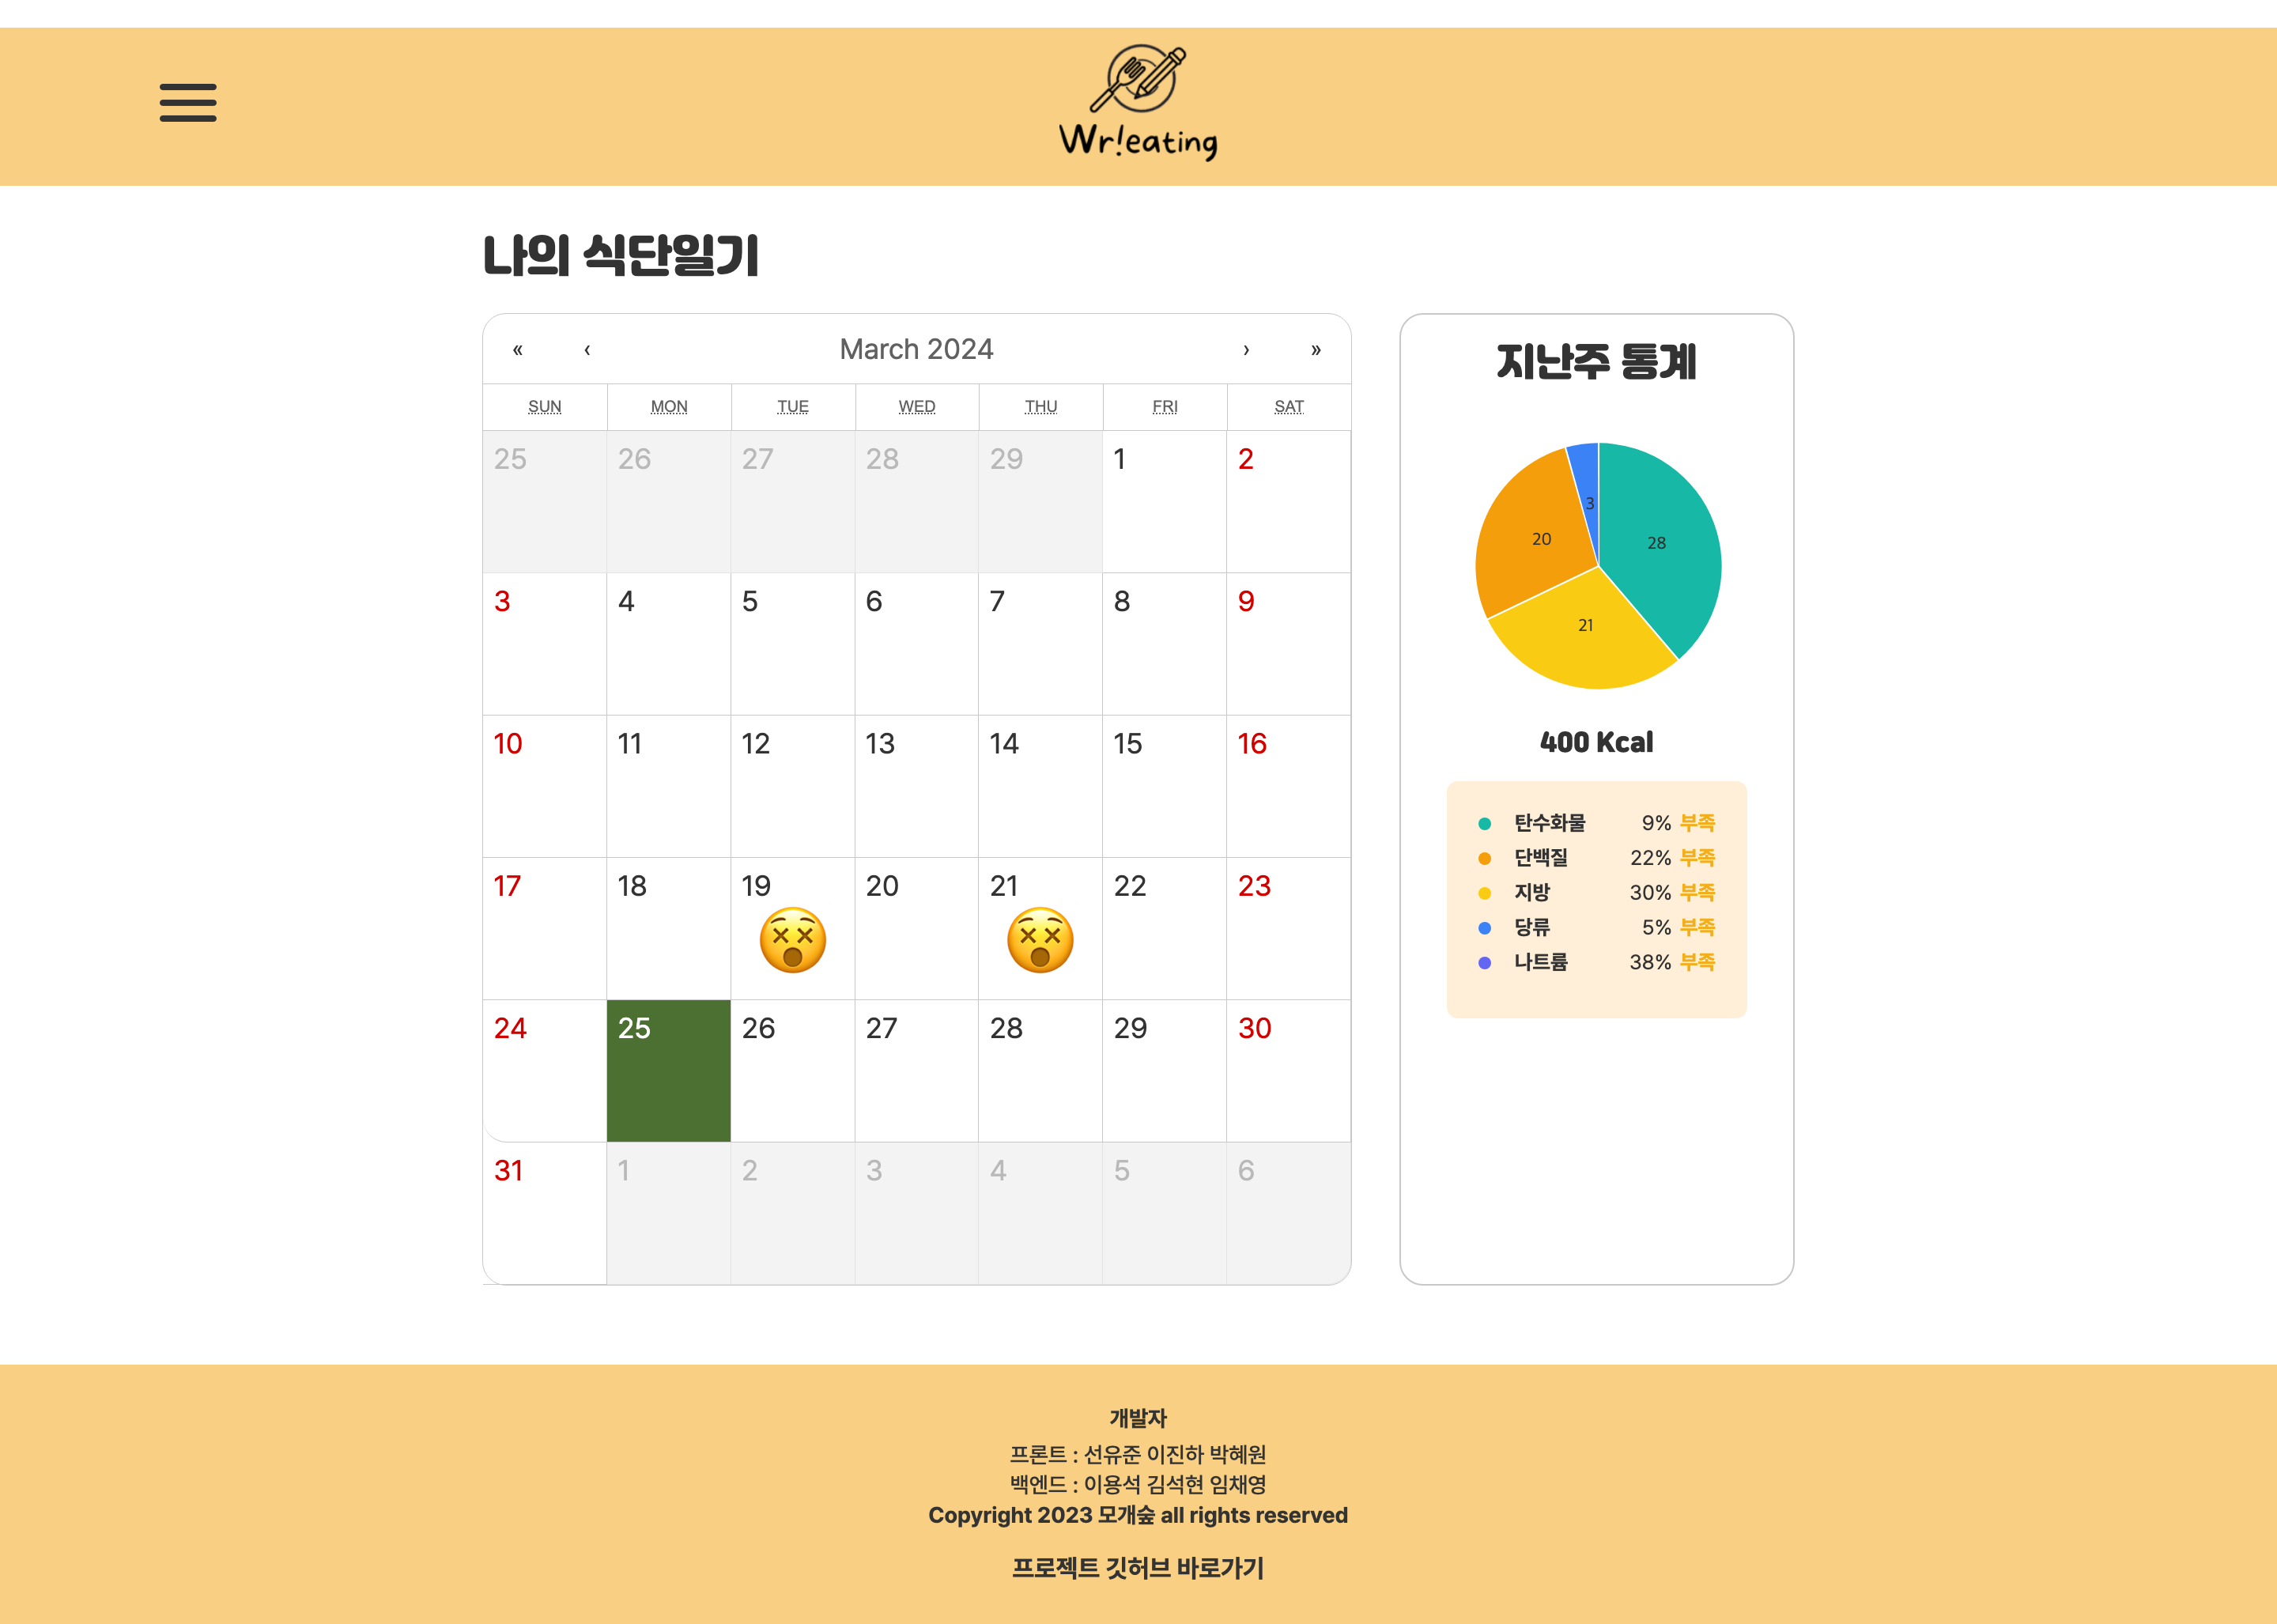 Wr!eating
나의 식단일기
« ‹ March 2024 › »
SUN MON TUE WED THU FRI SAT
25 26 27 28 29 1 2
3 4 5 6 7 8 9
10 11 12 13 14 15 16
17 18 19 20 21 22 23
24 25 26 27 28 29 30
31 1 2 3 4 5 6
지난주 통계
3
20
28
21
400 Kcal
탄수화물 9% 부족
단백질 22% 부족
지방 30% 부족
당류 5% 부족
나트륨 38% 부족
개발자
프론트 : 선유준 이진하 박혜원
백엔드 : 이용석 김석현 임채영
Copyright 2023 모개숲 all rights reserved
프로젝트 깃허브 바로가기